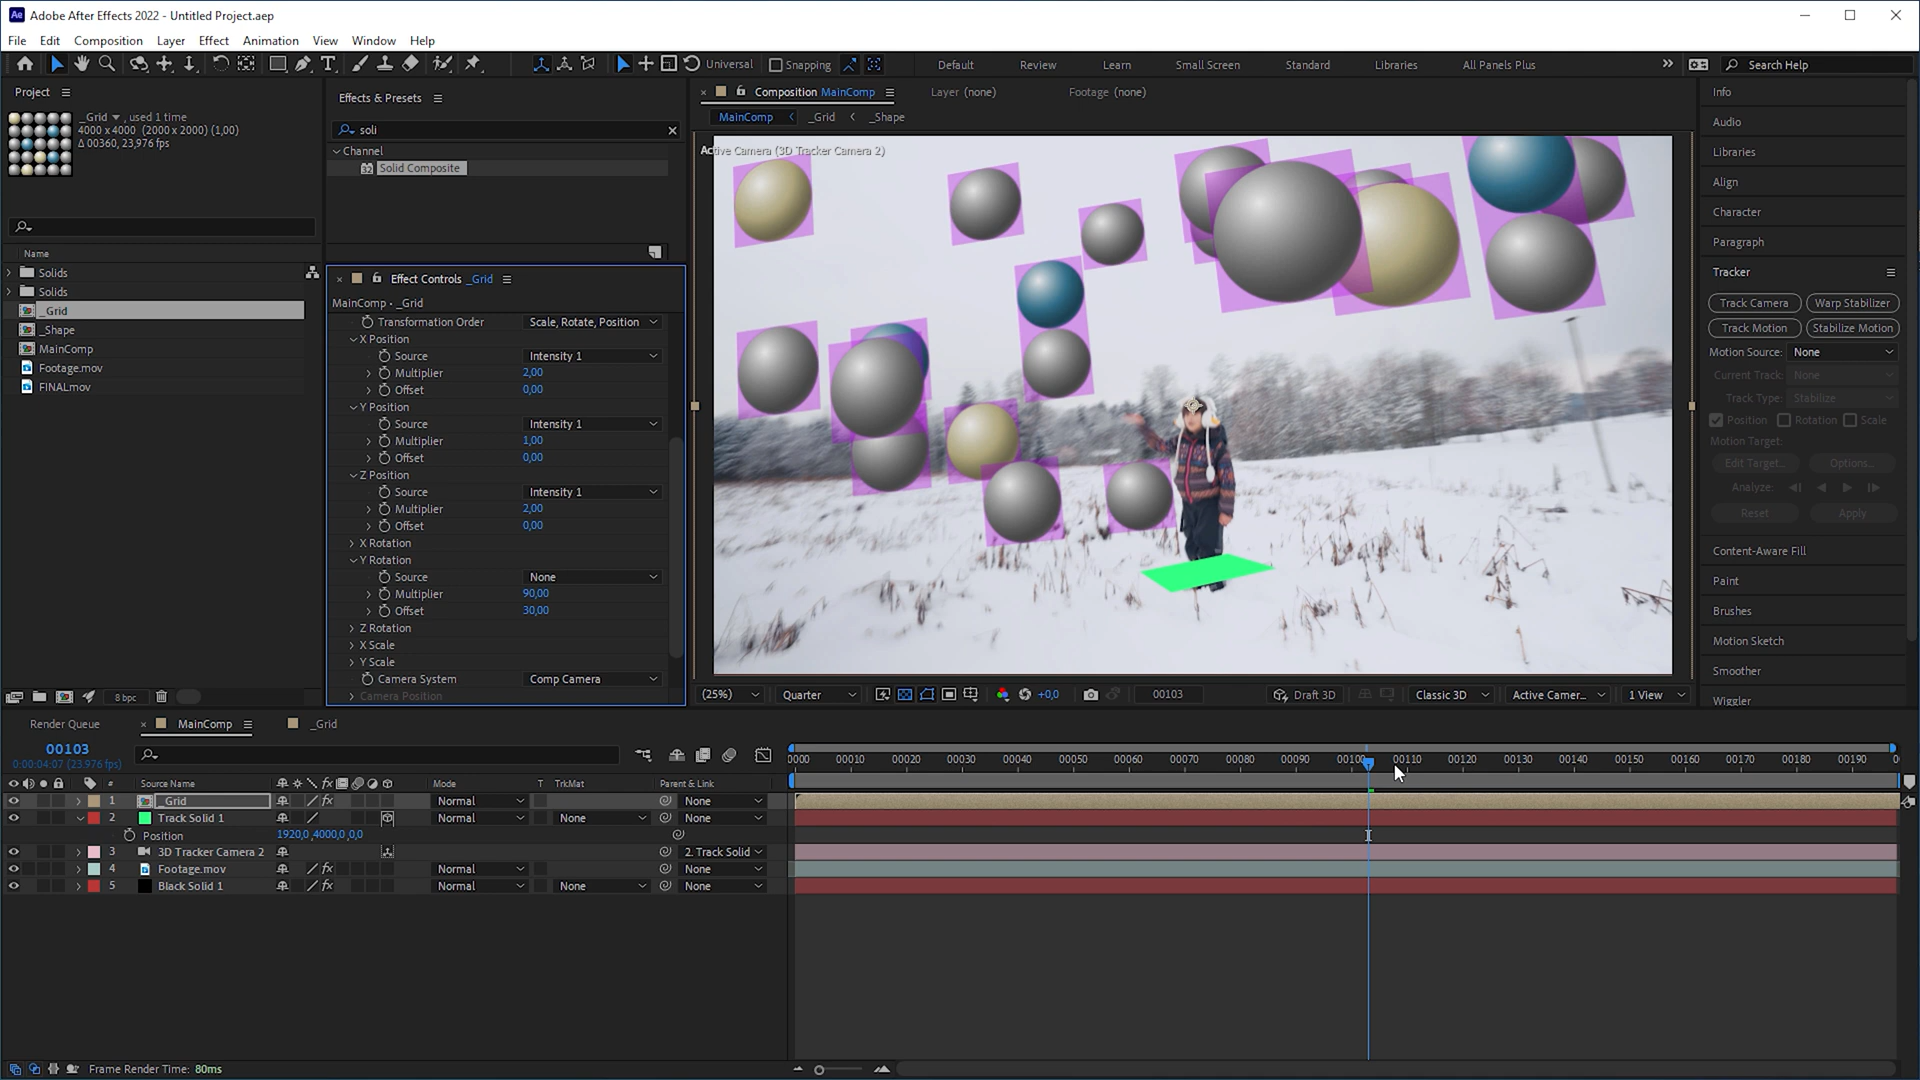 Adobe After Effects 2022 - Untitled Project.aep
File Edit Composition Layer Effect Animation View Window Help
Universal Snapping Default Review Learn Small Screen Standard Libraries All Panels Plus Search Help
Project
_Grid , used 1 time
4000 x 4000 (2000 x 2000) (1,00)
Δ 00360, 23,976 fps
Name
Solids
Solids
_Grid
_Shape
MainComp
Footage.mov
FINALmov
8 bpc
Effects & Presets
soli
Channel
32 Solid Composite
Effect Controls _Grid
MainComp • _Grid
Transformation Order Scale, Rotate, Position
X Position
Source Intensity 1
Multiplier 2,00
Offset 0,00
Y Position
Source Intensity 1
Multiplier 1,00
Offset 0,00
Z Position
Source Intensity 1
Multiplier 2,00
Offset 0,00
X Rotation
Y Rotation
Source None
Multiplier 90,00
Offset 30,00
Z Rotation
X Scale
Y Scale
Camera System Comp Camera
Camera Position
Composition MainComp Layer (none) Footage (none)
MainComp _Grid _Shape
Active Camera (3D Tracker Camera 2)
(25%) Quarter +0,0 00103 Draft 3D Classic 3D Active Camer... 1 View
Info
Audio
Libraries
Align
Character
Paragraph
Tracker
Track Camera Warp Stabilizer
Track Motion Stabilize Motion
Motion Source: None
Current Track: None
Track Type: Stabilize
Position Rotation Scale
Motion Target:
Edit Target... Options...
Analyze:
Reset Apply
Content-Aware Fill
Paint
Brushes
Motion Sketch
Smoother
Wiggler
Render Queue MainComp _Grid
00103
0:00:04:07 (23.976 fps)
0000 00010 00020 00030 00040 00050 00060 00070 00080 00090 00100 00110 00120 00130 00140 00150 00160 00170 00180 00190
# Source Name fx Mode T TrkMat Parent & Link
1 _Grid fx Normal None
2 Track Solid 1 Normal None None
Position 1920,0 ,4000,0 ,0,0
3 3D Tracker Camera 2 2. Track Solid
4 Footage.mov fx Normal None
5 Black Solid 1 fx Normal None None
Frame Render Time: 80ms